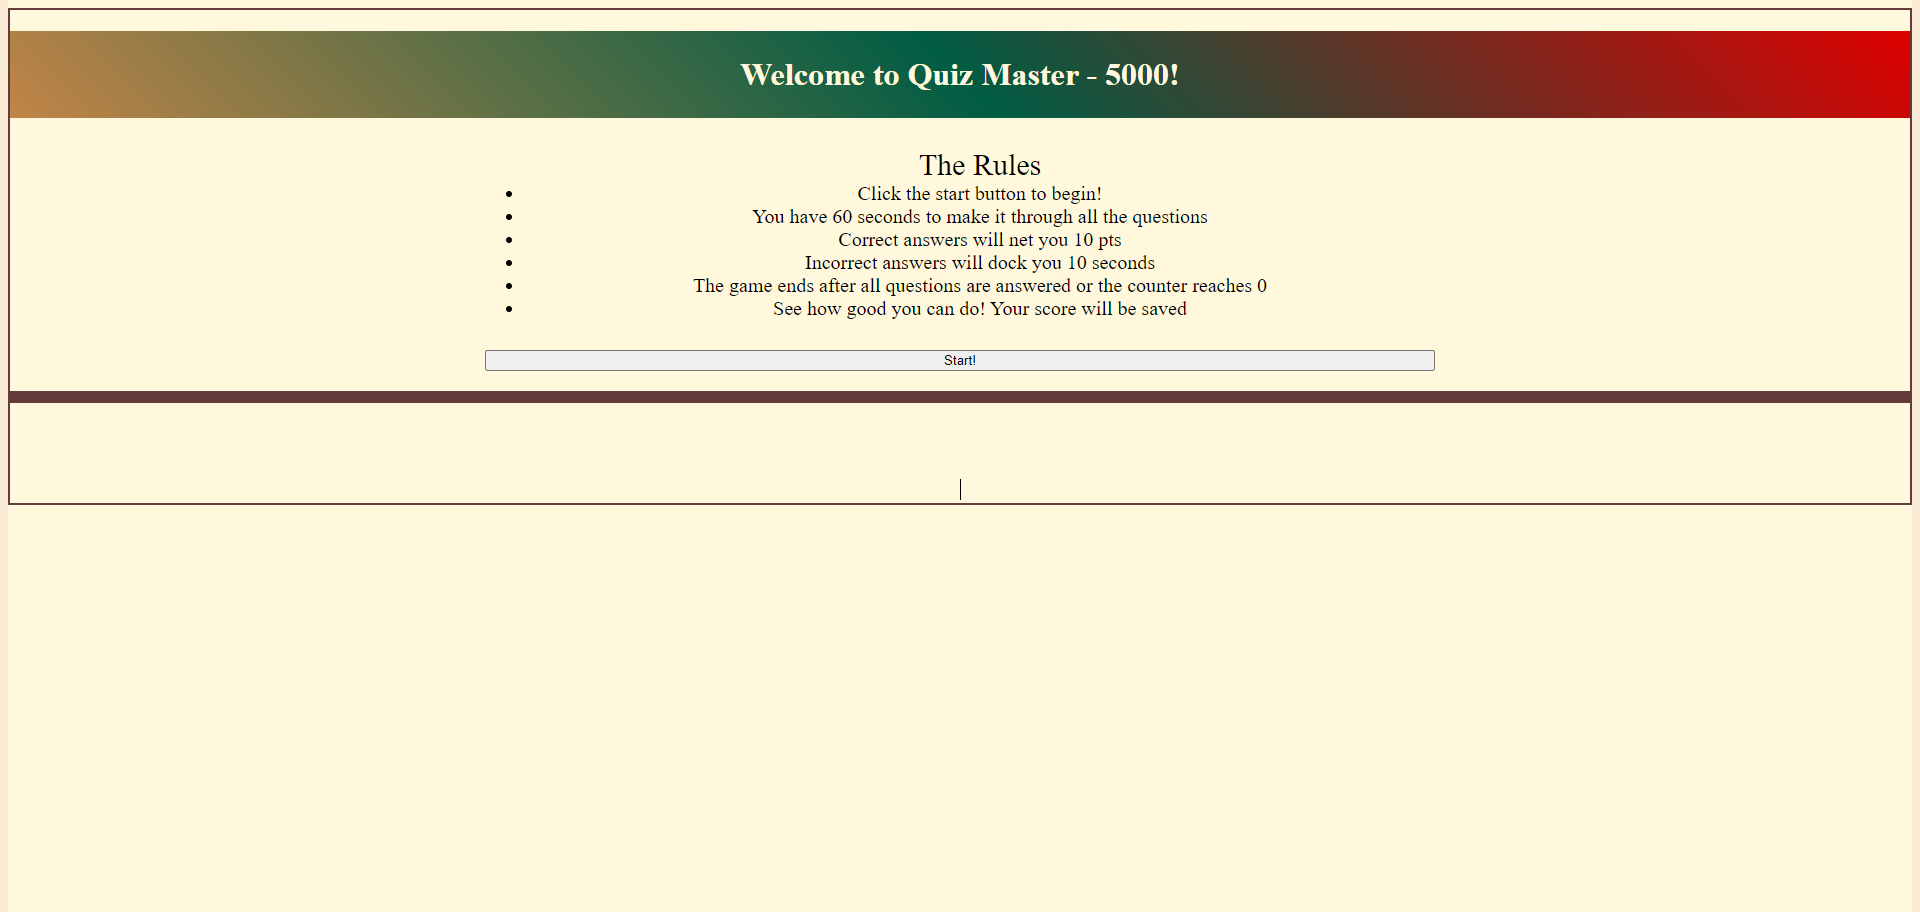 Welcome to Quiz Master - 5000!
The Rules
Click the start button to begin!
You have 60 seconds to make it through all the questions
Correct answers will net you 10 pts
Incorrect answers will dock you 10 seconds
The game ends after all questions are answered or the counter reaches 0
See how good you can do! Your score will be saved
Start!